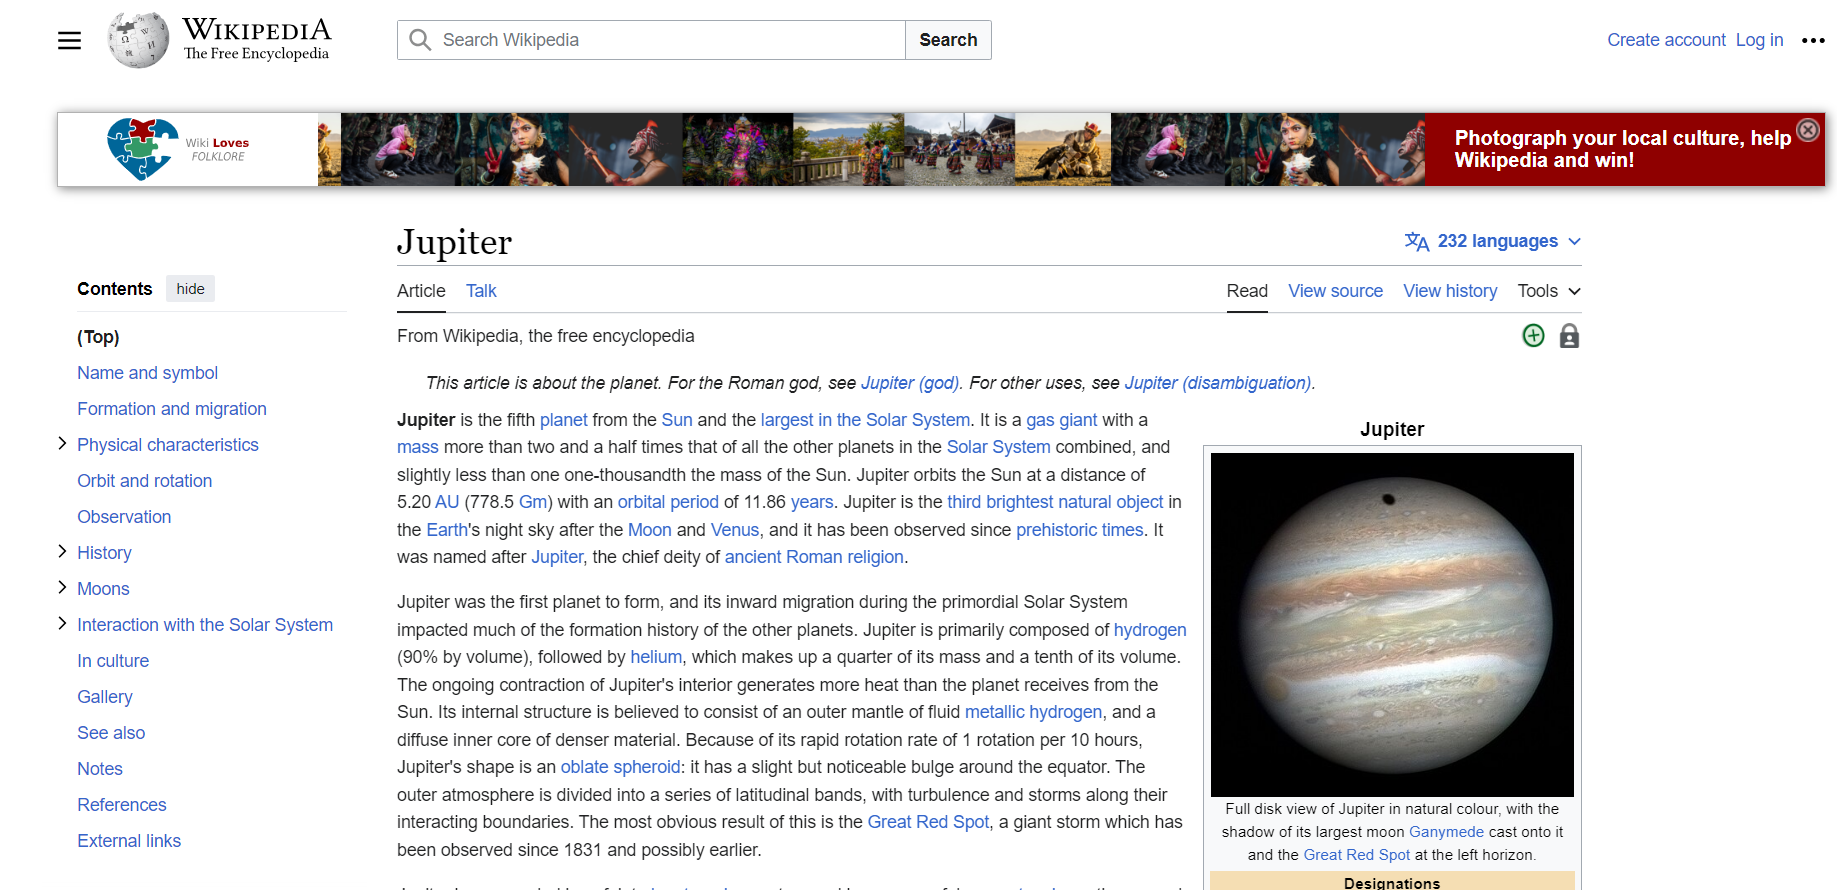 WIKIPEDIA
The Free Encyclopedia
Search Wikipedia
Search
Create account Log in
Wiki Loves
FOLKLORE
Photograph your local culture, help
Wikipedia and win!
Jupiter
232 languages
Contents hide
Article Talk
Read View source View history Tools
From Wikipedia, the free encyclopedia
(Top)
Name and symbol
Formation and migration
Physical characteristics
Orbit and rotation
Observation
History
Moons
Interaction with the Solar System
In culture
Gallery
See also
Notes
References
External links
This article is about the planet. For the Roman god, see Jupiter (god). For other uses, see Jupiter (disambiguation).
Jupiter is the fifth planet from the Sun and the largest in the Solar System. It is a gas giant with a
mass more than two and a half times that of all the other planets in the Solar System combined, and
slightly less than one one-thousandth the mass of the Sun. Jupiter orbits the Sun at a distance of
5.20 AU (778.5 Gm) with an orbital period of 11.86 years. Jupiter is the third brightest natural object in
the Earth's night sky after the Moon and Venus, and it has been observed since prehistoric times. It
was named after Jupiter, the chief deity of ancient Roman religion.
Jupiter was the first planet to form, and its inward migration during the primordial Solar System
impacted much of the formation history of the other planets. Jupiter is primarily composed of hydrogen
(90% by volume), followed by helium, which makes up a quarter of its mass and a tenth of its volume.
The ongoing contraction of Jupiter's interior generates more heat than the planet receives from the
Sun. Its internal structure is believed to consist of an outer mantle of fluid metallic hydrogen, and a
diffuse inner core of denser material. Because of its rapid rotation rate of 1 rotation per 10 hours,
Jupiter's shape is an oblate spheroid: it has a slight but noticeable bulge around the equator. The
outer atmosphere is divided into a series of latitudinal bands, with turbulence and storms along their
interacting boundaries. The most obvious result of this is the Great Red Spot, a giant storm which has
been observed since 1831 and possibly earlier.
Jupiter
Full disk view of Jupiter in natural colour, with the
shadow of its largest moon Ganymede cast onto it
and the Great Red Spot at the left horizon.
Designations